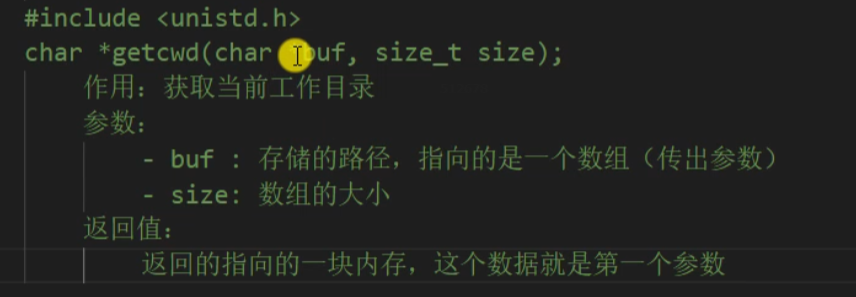 #include <unistd.h>
char *getcwd(char *buf, size_t size);
作用：获取当前工作目录
参数：
- buf : 存储的路径，指向的是一个数组（传出参数）
- size: 数组的大小
返回值：
返回的指向的一块内存，这个数据就是第一个参数